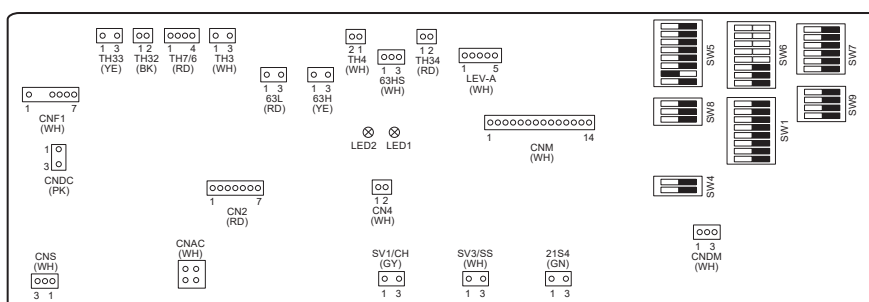 1 3
TH33
(YE)
1 2
TH32
(BK)
1 4
TH7/6
(RD)
1 3
TH3
(WH)
2 1
TH4
(WH)
1 3
63HS
(WH)
1 2
TH34
(RD)
1 5
LEV-A
(WH)
SW5
SW6
SW7
1 3
63L
(RD)
1 3
63H
(YE)
1 7
CNF1
(WH)
LED2
LED1
1 14
CNM
(WH)
SW8
SW1
SW9
1
3
CNDC
(PK)
1 7
CN2
(RD)
1 2
CN4
(WH)
SW4
CNS
(WH)
3 1
CNAC
(WH)
SV1/CH
(GY)
1 3
SV3/SS
(WH)
1 3
21S4
(GN)
1 3
1 3
CNDM
(WH)